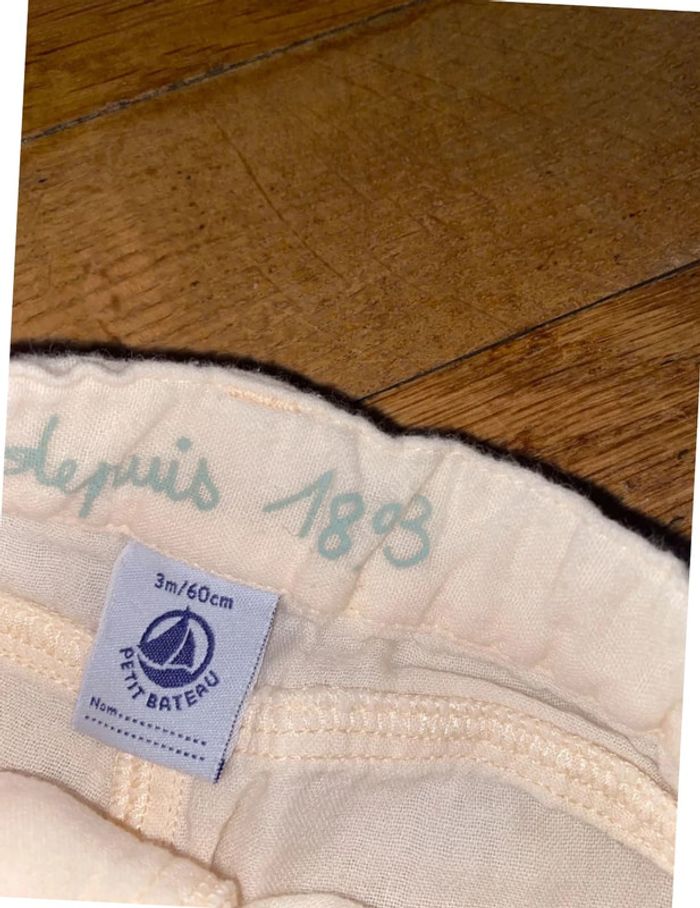 depuis 1893
3m/60cm
PETIT BATEAU
Nom..................
.........................